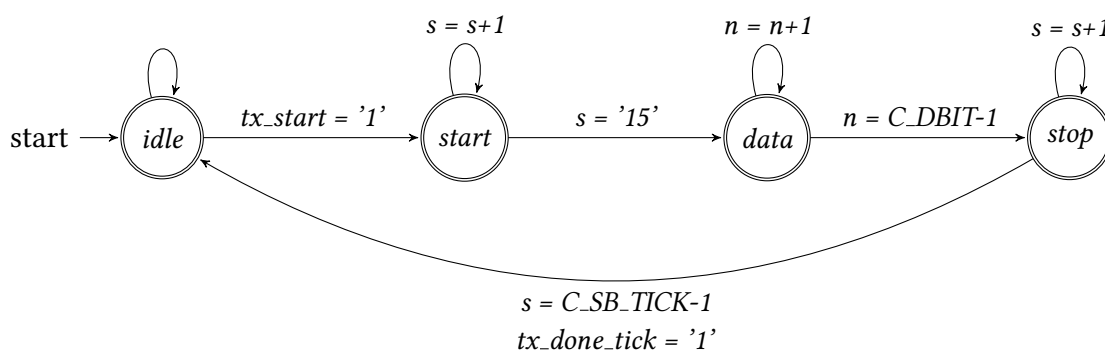 s = s+1
n = n+1
s = s+1
start
idle
tx_start = '1'
start
s = '15'
data
n = C_DBIT-1
stop
s = C_SB_TICK-1
tx_done_tick = '1'